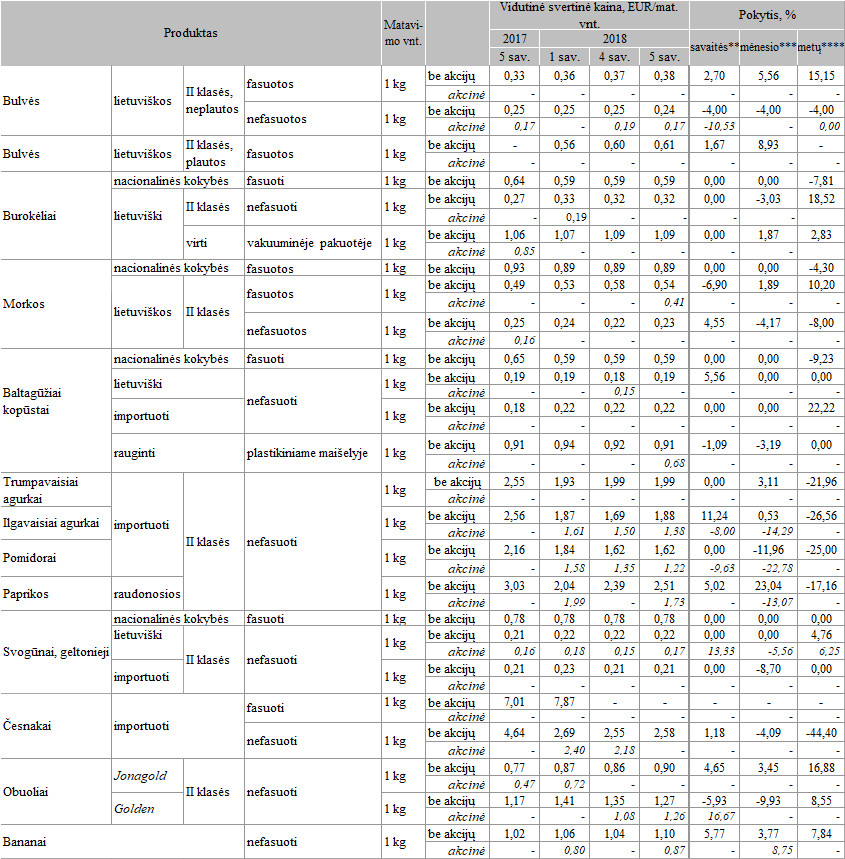 Produktas Matavi- Vidutinė svertinė kaina, EUR/mat. Pokytis, %
mo vnt. vnt.
2017 2018 savaitės** mėnesio*** metų****
5 sav. 1 sav. 4 sav. 5 sav.
Bulvės lietuviškos II klasės, neplautos fasuotos 1 kg be akcijų 0,33 0,36 0,37 0,38 2,70 5,56 15,15
akcinė - - - - - - -
nefasuotos 1 kg be akcijų 0,25 0,25 0,25 0,24 -4,00 -4,00 -4,00
akcinė 0,17 - 0,19 0,17 -10,53 - 0,00
Bulvės lietuviškos II klasės, plautos fasuotos 1 kg be akcijų - 0,56 0,60 0,61 1,67 8,93 -
akcinė - - - - - - -
Burokėliai nacionalinės kokybės fasuoti 1 kg be akcijų 0,64 0,59 0,59 0,59 0,00 0,00 -7,81
lietuviški II klasės nefasuoti 1 kg be akcijų 0,27 0,33 0,32 0,32 0,00 -3,03 18,52
akcinė - 0,19 - - - -
virti vakuuminėje pakuotėje 1 kg be akcijų 1,06 1,07 1,09 1,09 0,00 1,87 2,83
akcinė 0,85 - - - - -
Morkos nacionalinės kokybės fasuotos 1 kg be akcijų 0,93 0,89 0,89 0,89 0,00 0,00 -4,30
lietuviškos II klasės fasuotos 1 kg be akcijų 0,49 0,53 0,58 0,54 -6,90 1,89 10,20
akcinė - - - 0,41 - - -
nefasuotos 1 kg be akcijų 0,25 0,24 0,22 0,23 4,55 -4,17 -8,00
akcinė 0,16 - - - - - -
Baltagūžiai kopūstai nacionalinės kokybės fasuoti 1 kg be akcijų 0,65 0,59 0,59 0,59 0,00 0,00 -9,23
lietuviški nefasuoti 1 kg be akcijų 0,19 0,19 0,18 0,19 5,56 0,00 0,00
akcinė - - 0,15 - - - -
importuoti 1 kg be akcijų 0,18 0,22 0,22 0,22 0,00 0,00 22,22
akcinė - - - - - - -
rauginti plastikiniame maišelyje 1 kg be akcijų 0,91 0,94 0,92 0,91 -1,09 -3,19 0,00
akcinė - - - 0,68 - - -
Trumpavaisiai agurkai importuoti II klasės nefasuoti 1 kg be akcijų 2,55 1,93 1,99 1,99 0,00 3,11 -21,96
akcinė - - - - - - -
Ilgavaisiai agurkai 1 kg be akcijų 2,56 1,87 1,69 1,88 11,24 0,53 -26,56
akcinė - 1,61 1,50 1,38 -8,00 -14,29 -
Pomidorai 1 kg be akcijų 2,16 1,84 1,62 1,62 0,00 -11,96 -25,00
akcinė - 1,58 1,35 1,22 -9,63 -22,78 -
Paprikos raudonosios 1 kg be akcijų 3,03 2,04 2,39 2,51 5,02 23,04 -17,16
akcinė - 1,99 - 1,73 - -13,07 -
Svogūnai, geltonieji nacionalinės kokybės fasuoti 1 kg be akcijų 0,78 0,78 0,78 0,78 0,00 0,00 0,00
lietuviški II klasės nefasuoti 1 kg be akcijų 0,21 0,22 0,22 0,22 0,00 0,00 4,76
akcinė 0,16 0,18 0,15 0,17 13,33 -5,56 6,25
importuoti 1 kg be akcijų 0,21 0,23 0,21 0,21 0,00 -8,70 0,00
akcinė - - - - - - -
Česnakai importuoti fasuoti 1 kg be akcijų 7,01 7,87 - - - - -
akcinė - - - - - - -
nefasuoti 1 kg be akcijų 4,64 2,69 2,55 2,58 1,18 -4,09 -44,40
akcinė - 2,40 2,18 - - - -
Obuoliai Jonagold II klasės nefasuoti 1 kg be akcijų 0,77 0,87 0,86 0,90 4,65 3,45 16,88
akcinė 0,47 0,72 - - - - -
Golden 1 kg be akcijų 1,17 1,41 1,35 1,27 -5,93 -9,93 8,55
akcinė - - 1,08 1,26 16,67 - -
Bananai nefasuoti 1 kg be akcijų 1,02 1,06 1,04 1,10 5,77 3,77 7,84
akcinė - 0,80 - 0,87 - 8,75 -